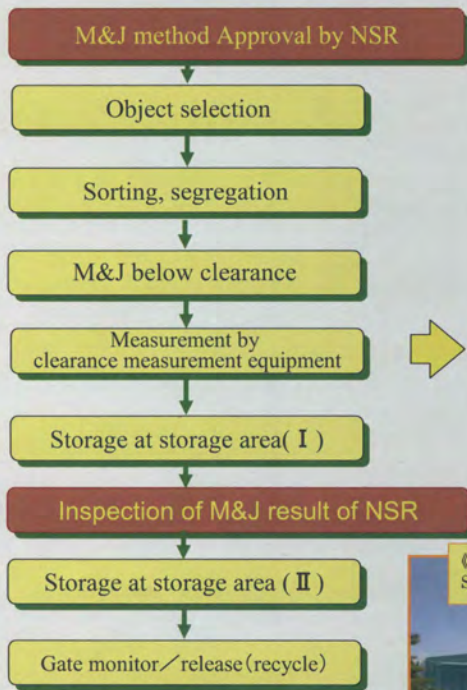 M&J method Approval by NSR
Object selection
Sorting, segregation
M&J below clearance
Measurement by
clearance measurement equipment
Storage at storage area( I )
Inspection of M&J result of NSR
Storage at storage area ( II )
Gate monitor／release(recycle)